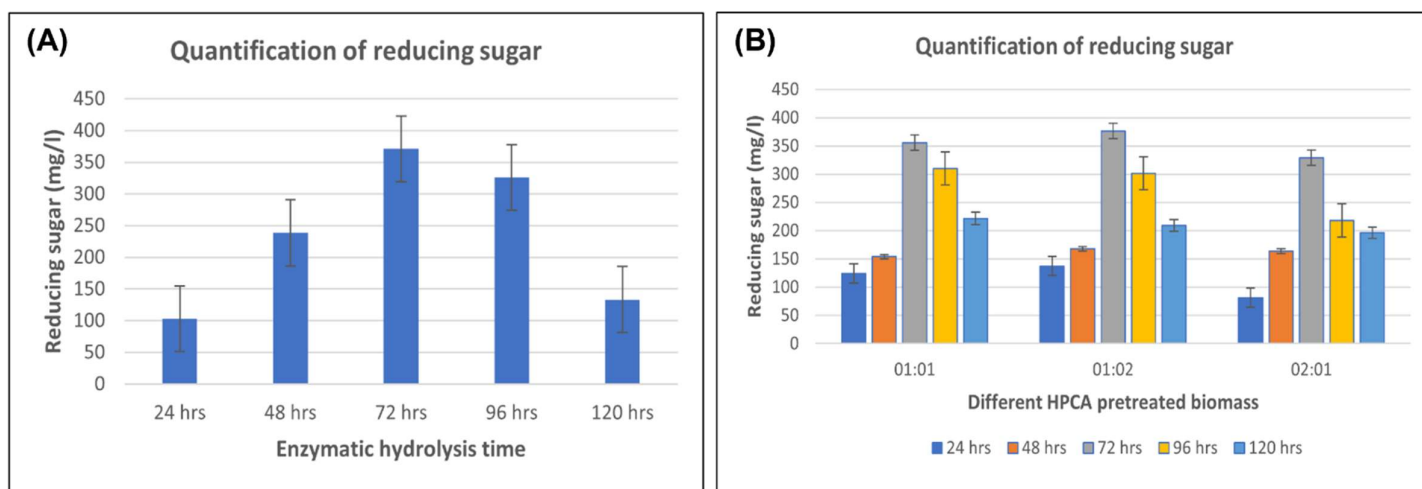 (A)
Quantification of reducing sugar
Reducing sugar (mg/l)
450
400
350
300
250
200
150
100
50
0
24 hrs 48 hrs 72 hrs 96 hrs 120 hrs
Enzymatic hydrolysis time
(B)
Quantification of reducing sugar
Reducing sugar (mg/l)
450
400
350
300
250
200
150
100
50
0
01:01 01:02 02:01
Different HPCA pretreated biomass
24 hrs 48 hrs 72 hrs 96 hrs 120 hrs